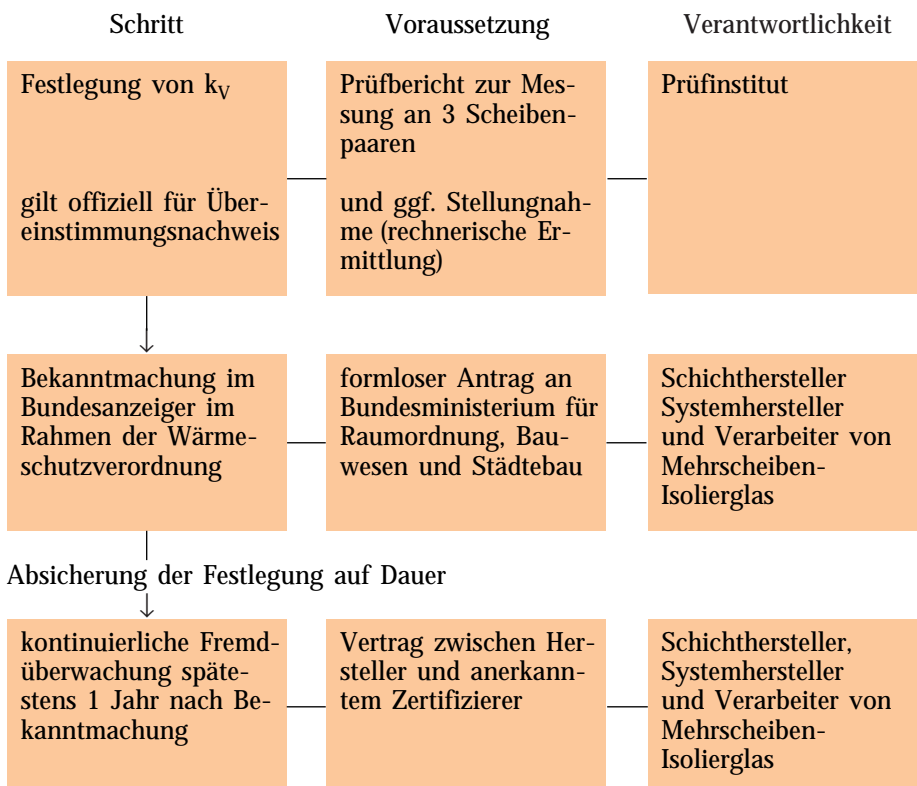 Schritt
Voraussetzung
Verantwortlichkeit
Festlegung von kV
gilt offiziell für Über-
einstimmungsnachweis
Prüfbericht zur Mes-
sung an 3 Scheiben-
paaren
und ggf. Stellungnah-
me (rechnerische Er-
mittlung)
Prüfinstitut
Bekanntmachung im
Bundesanzeiger im
Rahmen der Wärme-
schutzverordnung
formloser Antrag an
Bundesministerium für
Raumordnung, Bau-
wesen und Städtebau
Schichthersteller
Systemhersteller
und Verarbeiter von
Mehrscheiben-
Isolierglas
Absicherung der Festlegung auf Dauer
kontinuierliche Fremd-
überwachung späte-
stens 1 Jahr nach Be-
kanntmachung
Vertrag zwischen Her-
steller und anerkann-
tem Zertifizierer
Schichthersteller,
Systemhersteller
und Verarbeiter von
Mehrscheiben-
Isolierglas